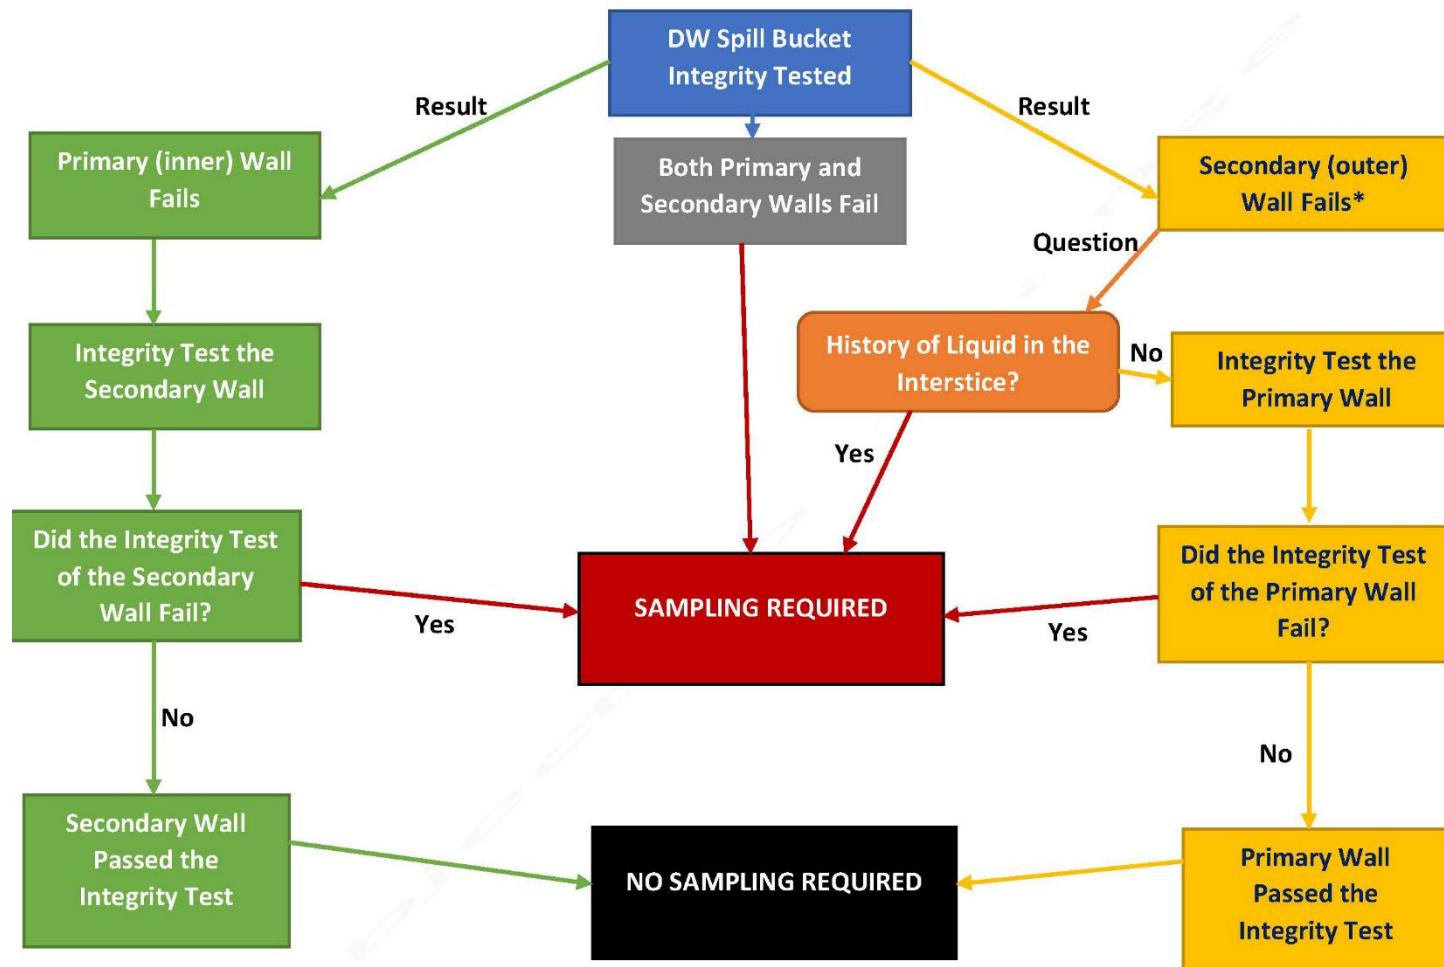 DW Spill Bucket
Integrity Tested
Result
Result
Primary (inner) Wall
Fails
Both Primary and
Secondary Walls Fail
Secondary (outer)
Wall Fails*
Question
Integrity Test the
Secondary Wall
History of Liquid in the
Interstice?
No
Integrity Test the
Primary Wall
Yes
Did the Integrity Test
of the Secondary
Wall Fail?
Yes
SAMPLING REQUIRED
Yes
Did the Integrity Test
of the Primary Wall
Fail?
No
No
Secondary Wall
Passed the
Integrity Test
NO SAMPLING REQUIRED
Primary Wall
Passed the
Integrity Test